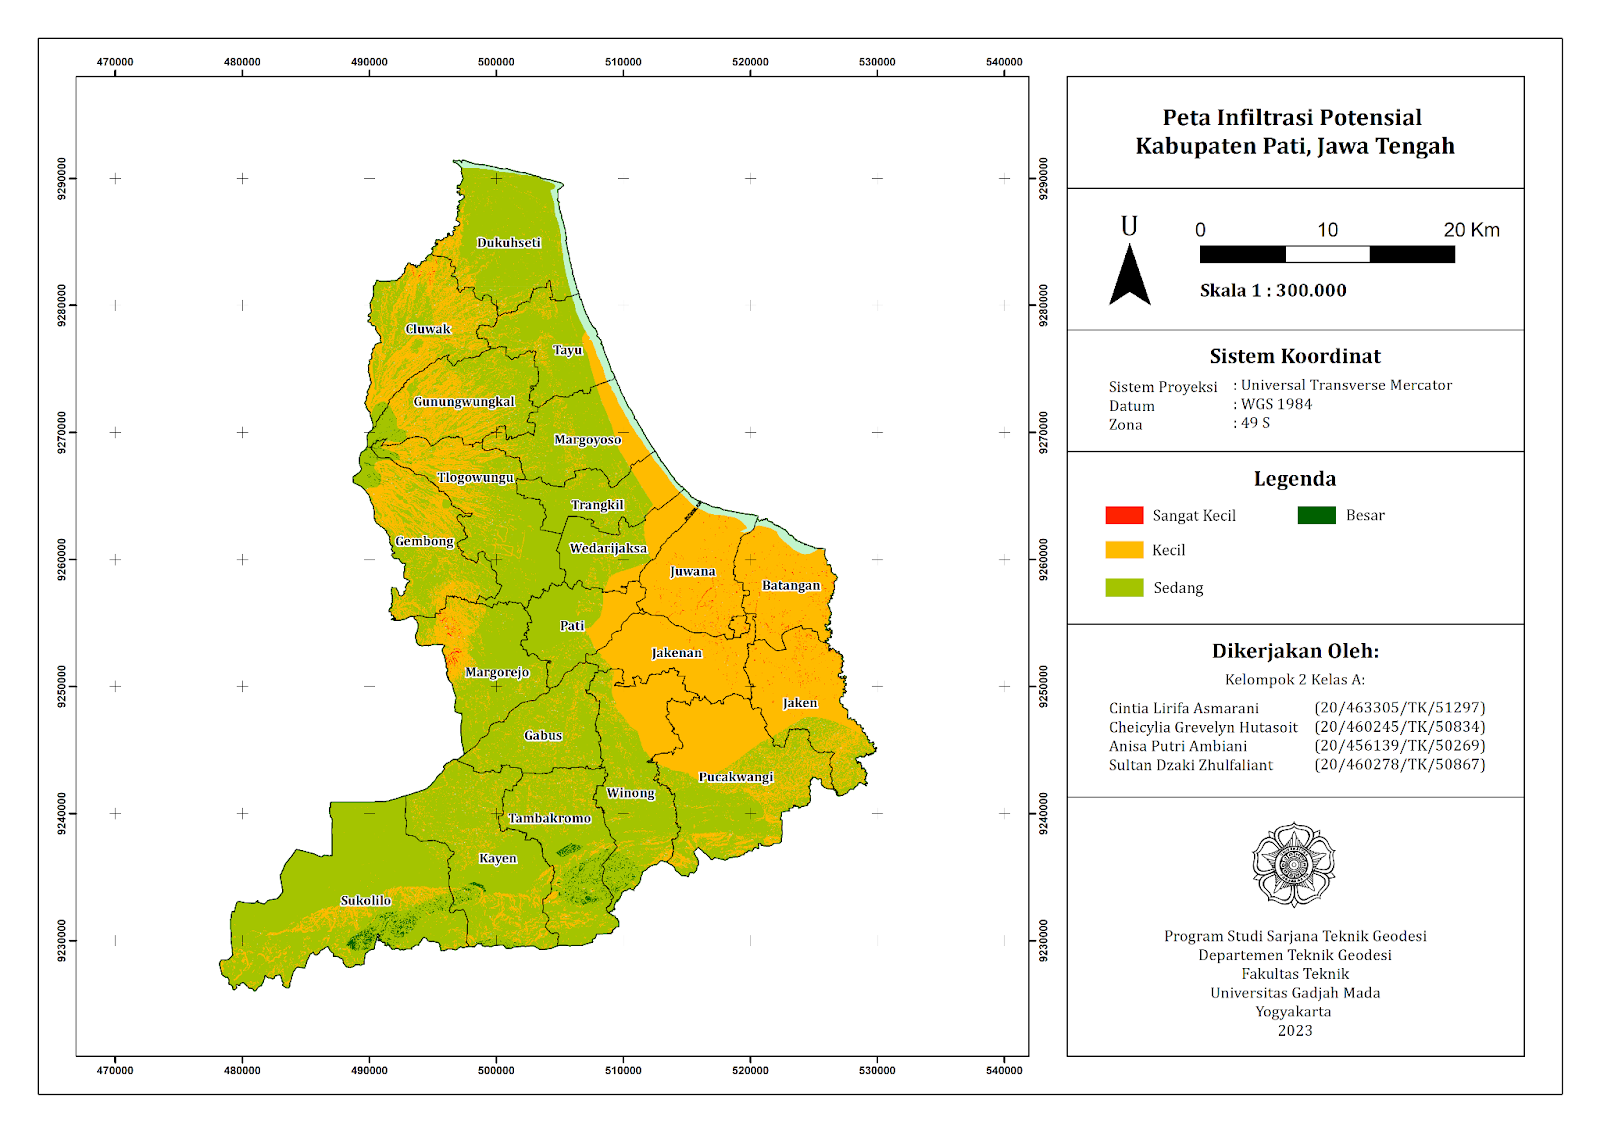 470000 480000 490000 500000 510000 520000 530000 540000
9290000 9290000
9280000 9280000
9270000 9270000
9260000 9260000
9250000 9250000
9240000 9240000
9230000 9230000
Dukuhseti
Cluwak
Tayu
Gunungwungkal
Margoyoso
Tlogowungu
Trangkil
Gembong
Wedarijaksa
Juwana
Batangan
Pati
Jakenan
Margorejo
Jaken
Gabus
Pucakwangi
Winong
Tambakromo
Kayen
Sukolilo
470000 480000 490000 500000 510000 520000 530000 540000
Peta Infiltrasi Potensial
Kabupaten Pati, Jawa Tengah
U
0 10 20 Km
Skala 1 : 300.000
Sistem Koordinat
Sistem Proyeksi : Universal Transverse Mercator
Datum : WGS 1984
Zona : 49 S
Legenda
Sangat Kecil Besar
Kecil
Sedang
Dikerjakan Oleh:
Kelompok 2 Kelas A:
Cintia Lirifa Asmarani (20/463305/TK/51297)
Cheicylia Grevelyn Hutasoit (20/460245/TK/50834)
Anisa Putri Ambiani (20/456139/TK/50269)
Sultan Dzaki Zhulfaliant (20/460278/TK/50867)
Program Studi Sarjana Teknik Geodesi
Departemen Teknik Geodesi
Fakultas Teknik
Universitas Gadjah Mada
Yogyakarta
2023